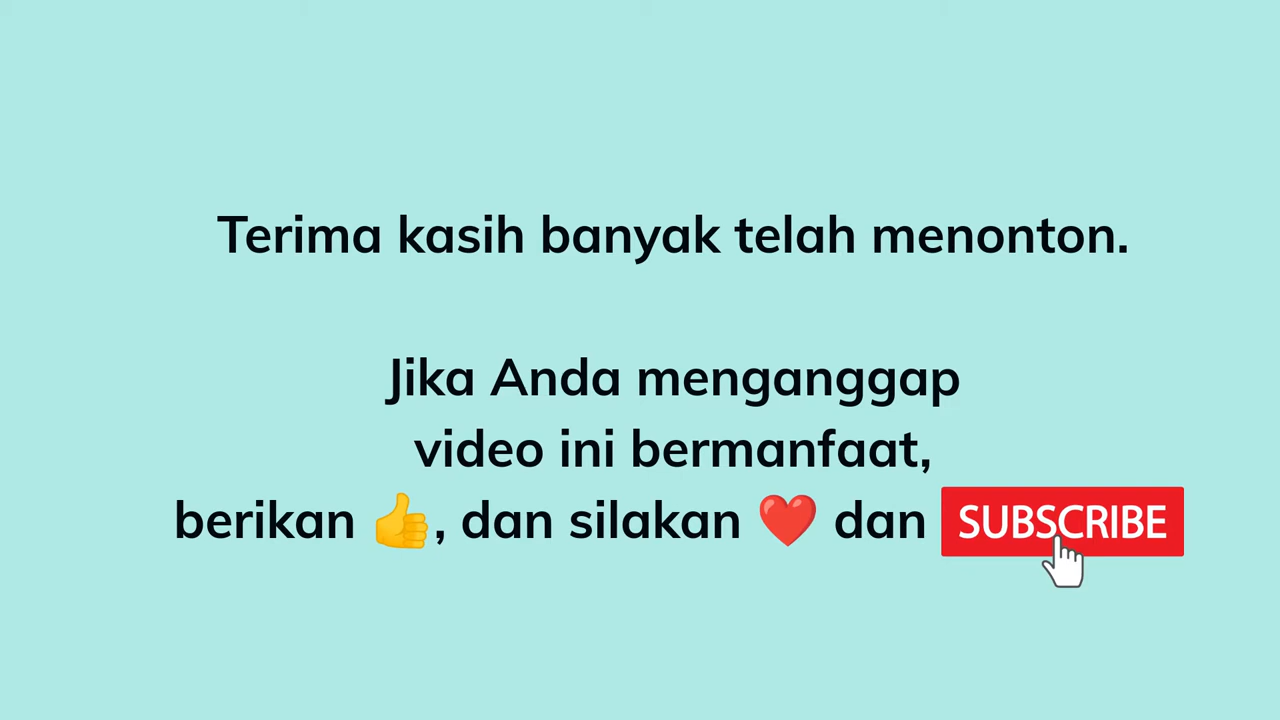 Terima kasih banyak telah menonton.
Jika Anda menganggap
video ini bermanfaat,
berikan 👍, dan silakan ❤️ dan SUBSCRIBE